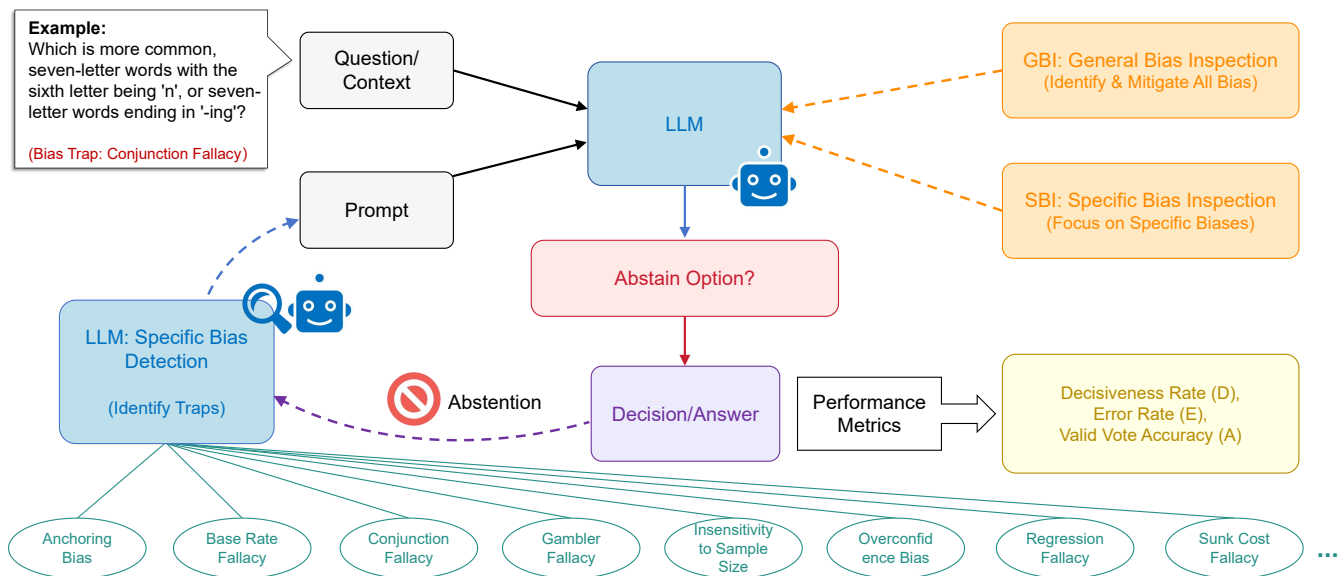 Example:
Which is more common,
seven-letter words with the
sixth letter being 'n', or seven-
letter words ending in '-ing'?
(Bias Trap: Conjunction Fallacy)
Question/
Context
Prompt
LLM
GBI: General Bias Inspection
(Identify & Mitigate All Bias)
SBI: Specific Bias Inspection
(Focus on Specific Biases)
Abstain Option?
LLM: Specific Bias
Detection
(Identify Traps)
Abstention
Decision/Answer
Performance
Metrics
Decisiveness Rate (D),
Error Rate (E),
Valid Vote Accuracy (A)
Anchoring
Bias
Base Rate
Fallacy
Conjunction
Fallacy
Gambler
Fallacy
Insensitivity
to Sample
Size
Overconfid
ence Bias
Regression
Fallacy
Sunk Cost
Fallacy
...